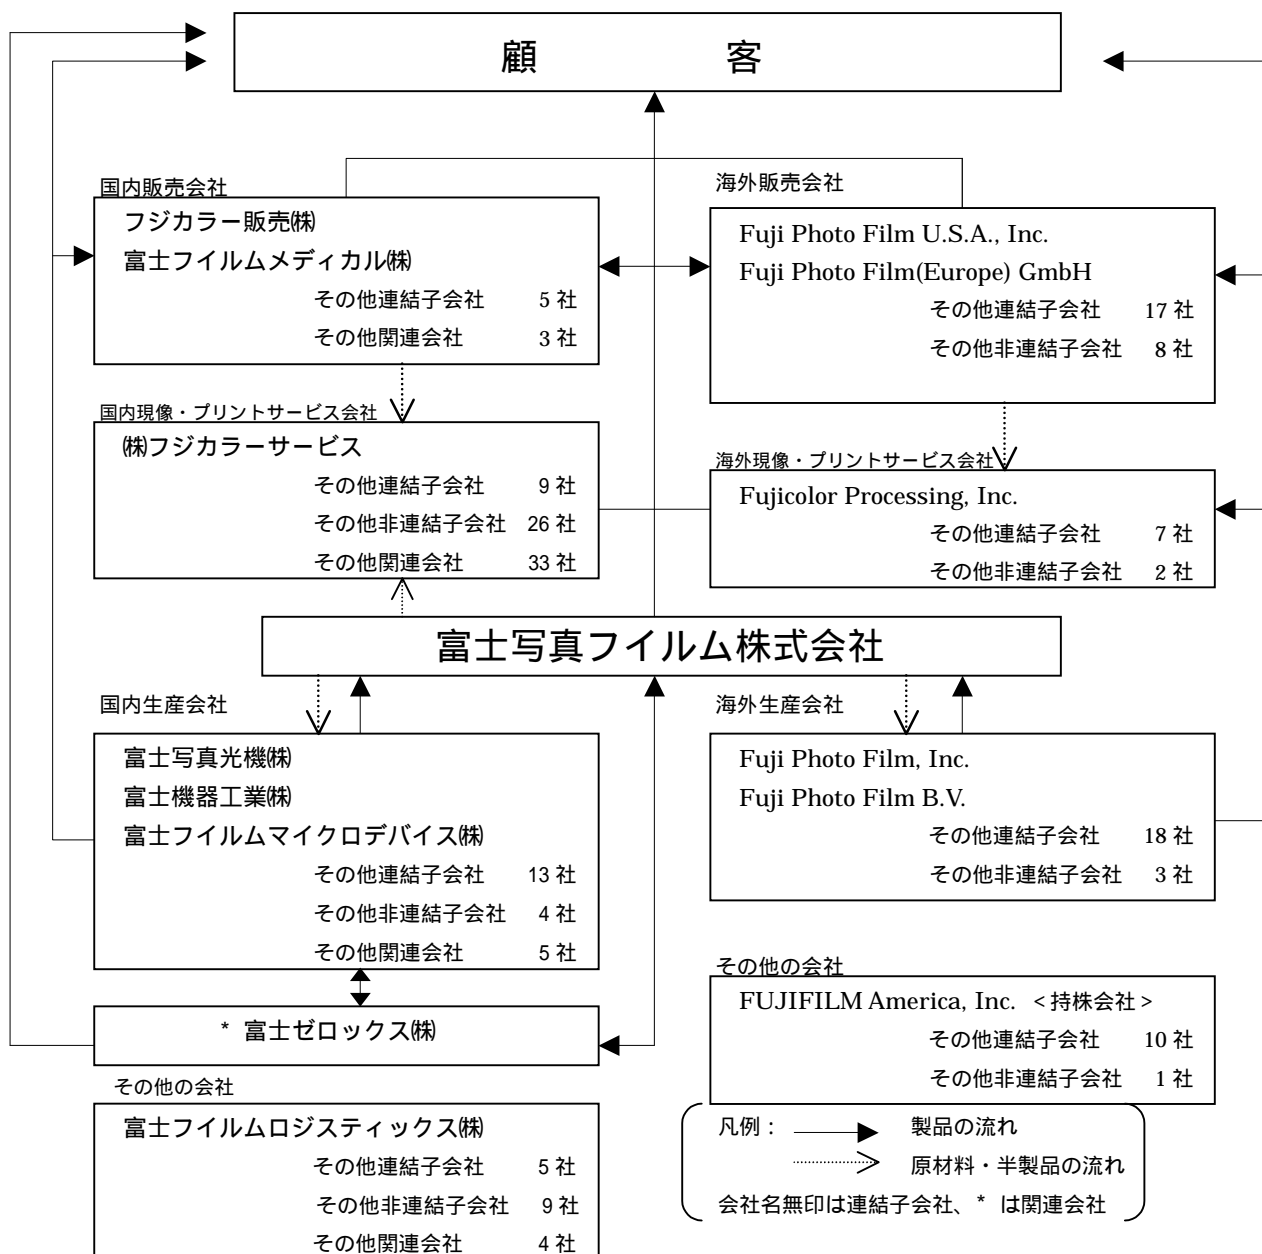 顧 客
国内販売会社
フジカラー販売㈱
富士フイルムメディカル㈱
その他連結子会社 5 社
その他関連会社 3 社
海外販売会社
Fuji Photo Film U.S.A., Inc.
Fuji Photo Film(Europe) GmbH
その他連結子会社 17 社
その他非連結子会社 8 社
国内現像・プリントサービス会社
㈱フジカラーサービス
その他連結子会社 9 社
その他非連結子会社 26 社
その他関連会社 33 社
海外現像・プリントサービス会社
Fujicolor Processing, Inc.
その他連結子会社 7 社
その他非連結子会社 2 社
富士写真フイルム株式会社
国内生産会社
富士写真光機㈱
富士機器工業㈱
富士フイルムマイクロデバイス㈱
その他連結子会社 13 社
その他非連結子会社 4 社
その他関連会社 5 社
海外生産会社
Fuji Photo Film, Inc.
Fuji Photo Film B.V.
その他連結子会社 18 社
その他非連結子会社 3 社
* 富士ゼロックス㈱
その他の会社
FUJIFILM America, Inc. <持株会社>
その他連結子会社 10 社
その他非連結子会社 1 社
その他の会社
富士フイルムロジスティックス㈱
その他連結子会社 5 社
その他非連結子会社 9 社
その他関連会社 4 社
凡例: 製品の流れ
原材料・半製品の流れ
会社名無印は連結子会社、* は関連会社